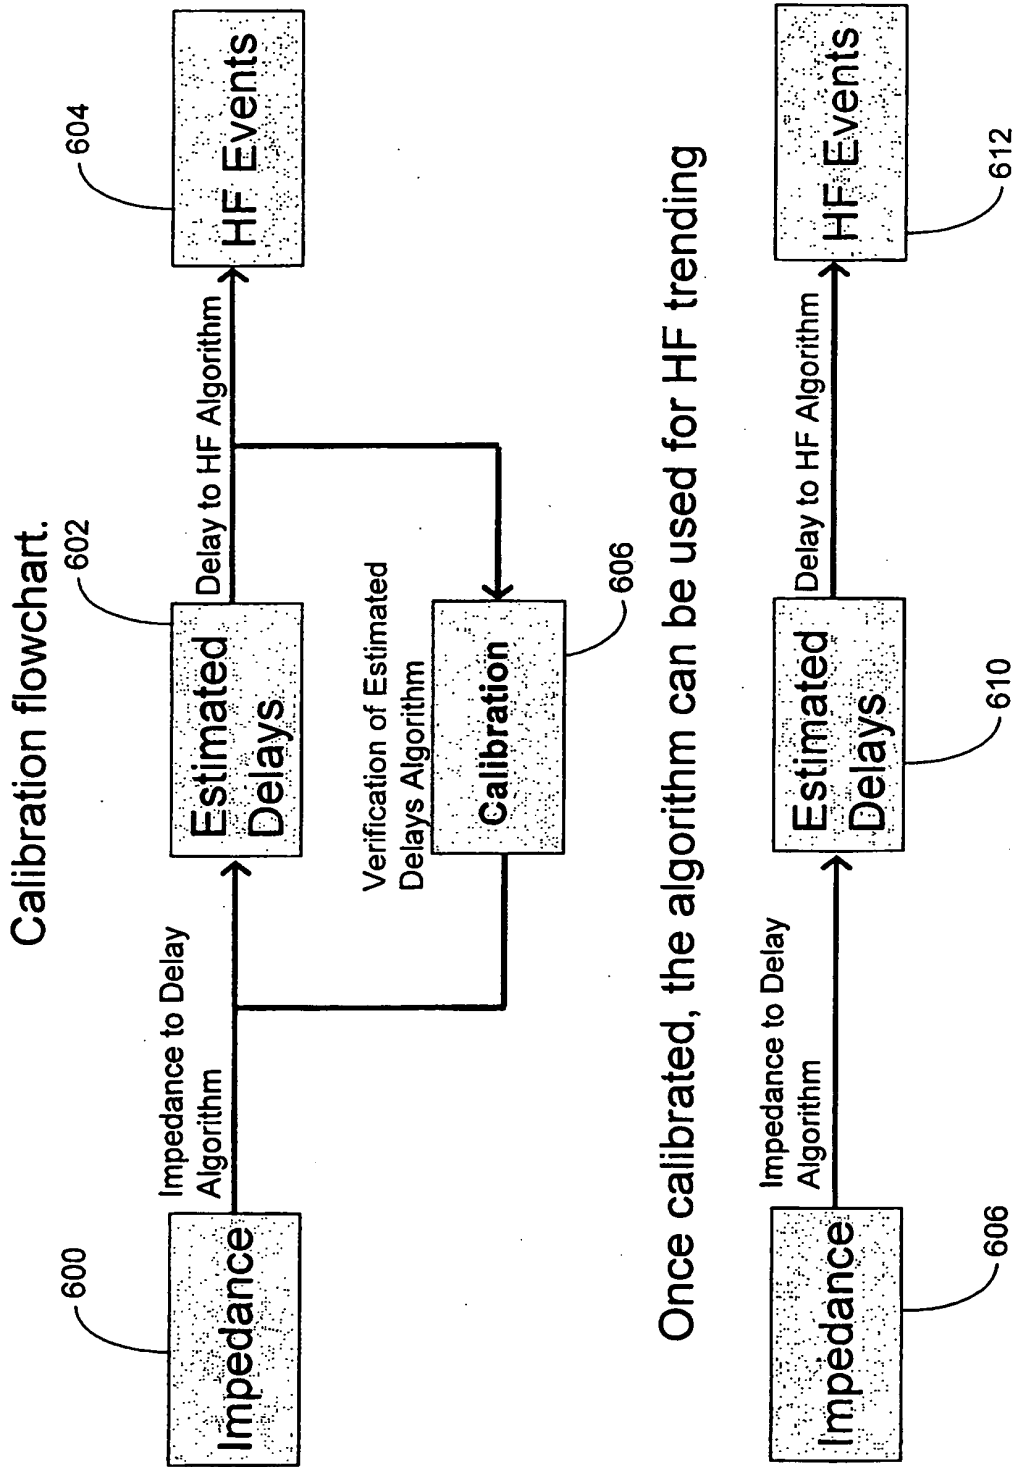 Calibration flowchart.
600
Impedance
Impedance to Delay
Algorithm
602
Estimated
Delays
Delay to HF Algorithm
604
HF Events
Verification of Estimated
Delays Algorithm
Calibration
606
Once calibrated, the algorithm can be used for HF trending
Impedance
606
Impedance to Delay
Algorithm
Estimated
Delays
610
Delay to HF Algorithm
HF Events
612